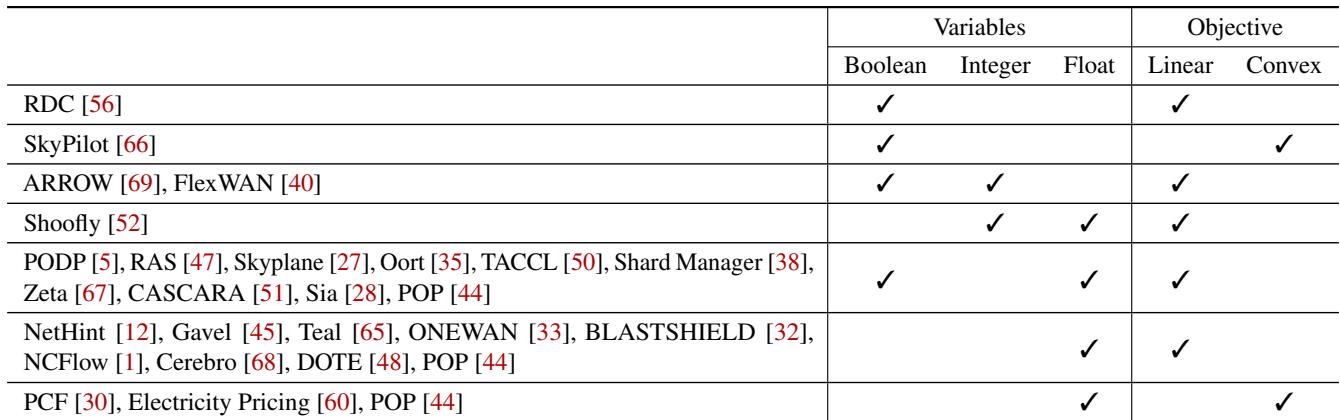 Variables Objective
Boolean Integer Float Linear Convex
RDC [56] ✓ ✓
SkyPilot [66] ✓ ✓
ARROW [69], FlexWAN [40] ✓ ✓ ✓
Shoofly [52] ✓ ✓ ✓
PODP [5], RAS [47], Skyplane [27], Oort [35], TACCL [50], Shard Manager [38],
Zeta [67], CASCARA [51], Sia [28], POP [44] ✓ ✓ ✓
NetHint [12], Gavel [45], Teal [65], ONEWAN [33], BLASTSHIELD [32],
NCFlow [1], Cerebro [68], DOTE [48], POP [44] ✓ ✓
PCF [30], Electricity Pricing [60], POP [44] ✓ ✓